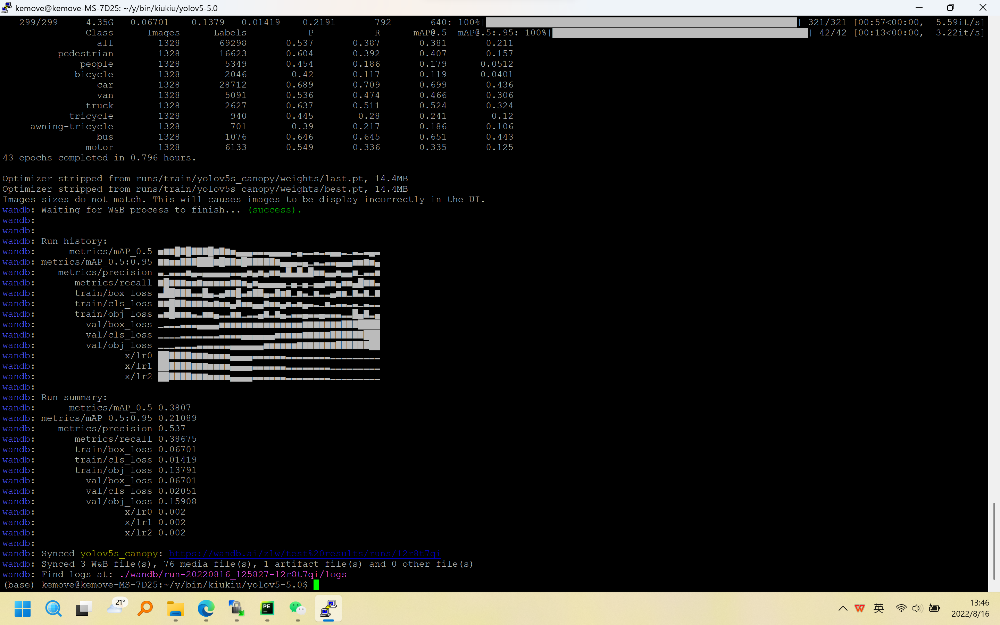 kemove@kemove-MS-7D25: ~/y/bin/kiukiu/yolov5-5.0
299/299 4.35G 0.06701 0.1379 0.01419 0.2191 792 640: 100%| | 321/321 [00:57<00:00, 5.59it/s]
Class Images Labels P R mAP@.5 mAP@.5:.95: 100%| | 42/42 [00:13<00:00, 3.22it/s]
all 1328 69298 0.537 0.387 0.381 0.211
pedestrian 1328 16623 0.604 0.392 0.407 0.157
people 1328 5349 0.454 0.186 0.179 0.0512
bicycle 1328 2046 0.42 0.117 0.119 0.0401
car 1328 28712 0.689 0.709 0.699 0.436
van 1328 5091 0.536 0.474 0.466 0.306
truck 1328 2627 0.637 0.511 0.524 0.324
tricycle 1328 940 0.445 0.28 0.241 0.12
awning-tricycle 1328 701 0.39 0.217 0.186 0.106
bus 1328 1076 0.646 0.645 0.651 0.443
motor 1328 6133 0.549 0.336 0.335 0.125
43 epochs completed in 0.796 hours.
Optimizer stripped from runs/train/yolov5s_canopy/weights/last.pt, 14.4MB
Optimizer stripped from runs/train/yolov5s_canopy/weights/best.pt, 14.4MB
Images sizes do not match. This will causes images to be display incorrectly in the UI.
wandb: Waiting for W&B process to finish... (success).
wandb:
wandb:
wandb: Run history:
wandb: metrics/mAP_0.5
wandb: metrics/mAP_0.5:0.95
wandb: metrics/precision
wandb: metrics/recall
wandb: train/box_loss
wandb: train/cls_loss
wandb: train/obj_loss
wandb: val/box_loss
wandb: val/cls_loss
wandb: val/obj_loss
wandb: x/lr0
wandb: x/lr1
wandb: x/lr2
wandb:
wandb: Run summary:
wandb: metrics/mAP_0.5 0.3807
wandb: metrics/mAP_0.5:0.95 0.21089
wandb: metrics/precision 0.537
wandb: metrics/recall 0.38675
wandb: train/box_loss 0.06701
wandb: train/cls_loss 0.01419
wandb: train/obj_loss 0.13791
wandb: val/box_loss 0.06701
wandb: val/cls_loss 0.02051
wandb: val/obj_loss 0.15908
wandb: x/lr0 0.002
wandb: x/lr1 0.002
wandb: x/lr2 0.002
wandb:
wandb: Synced yolov5s_canopy: https://wandb.ai/zlw/test%20results/runs/12r8t7qi
wandb: Synced 3 W&B file(s), 76 media file(s), 1 artifact file(s) and 0 other file(s)
wandb: Find logs at: ./wandb/run-20220816_125827-12r8t7qi/logs
(base) kemove@kemove-MS-7D25:~/y/bin/kiukiu/yolov5-5.0$
21°
PE
W
英
13:46
2022/8/16